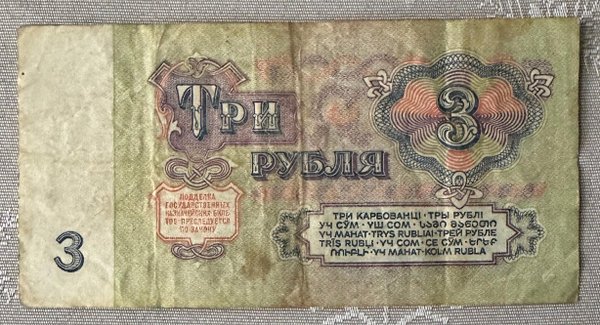 ТРИ
3
РУБЛЯ
ПОДДЕЛКА
ГОСУДАРСТВЕННЫХ
КАЗНАЧЕЙСКИХ БИЛЕ-
ТОВ ПРЕСЛЕДУЕТСЯ
ПО ЗАКОНУ
ТРИ КАРБОВАНЦІ · ТРЫ РУБЛІ
УЧ СЎМ · ҮШ СОМ · ᲡᲐᲛᲘ ᲛᲐᲜᲔᲗᲘ
УЧ МАНАТ · TRYS RUBLIAI · ТРЕЙ РУБЛЕ
TRĪS RUBĻI · ҮЧ СОМ · СЕ СӮМ · ԵՐԵՔ
ՌՈՒԲԼԻ · ҮЧ МАНАТ · KOLM RUBLA
3